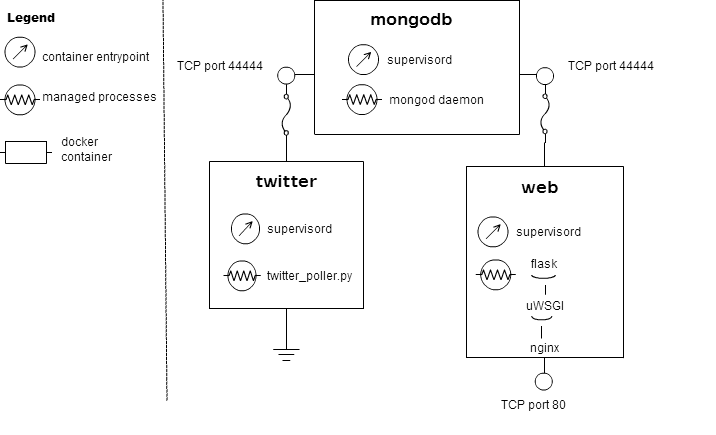 Legend
container entrypoint
managed processes
docker
container
mongodb
supervisord
mongod daemon
TCP port 44444
TCP port 44444
twitter
supervisord
twitter_poller.py
web
supervisord
flask
uWSGI
nginx
TCP port 80